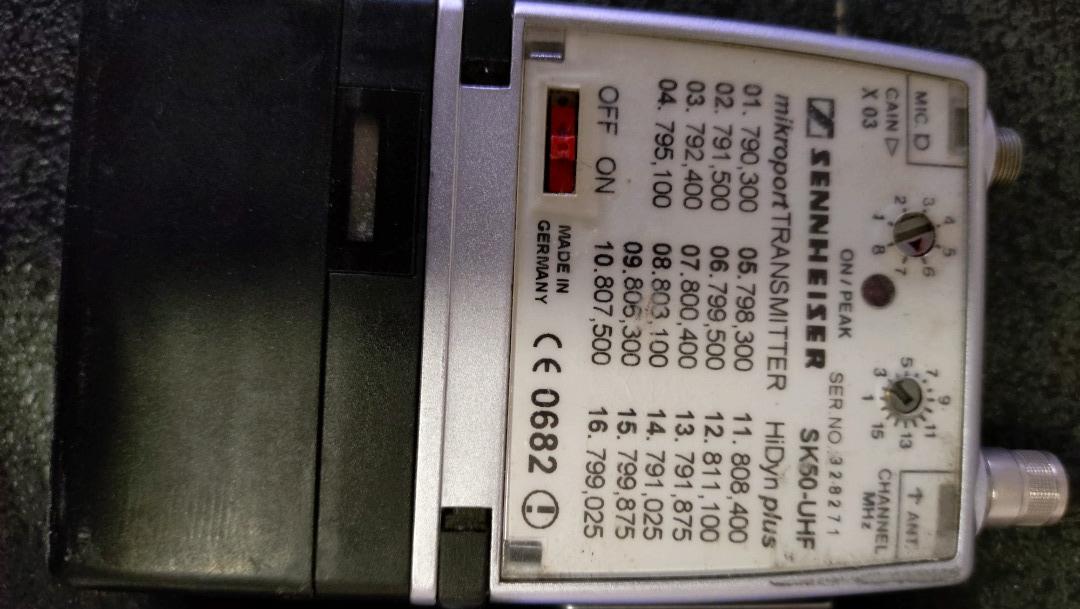 MIC D
GAIN ▷
X 03
2 3 4 5 6 7 8 1
ON/PEAK
5 7 9 11 13 15 1 3
↑ ANT.
CHANNEL
MHz
SER.NO. 328271
SENNHEISER SK50-UHF
mikroport TRANSMITTER · HiDyn plus
01. 790,300 05. 798,300 11. 808,400
02. 791,500 06. 799,500 12. 811,100
03. 792,400 07. 800,400 13. 791,875
04. 795,100 08. 803,100 14. 791,025
09. 806,300 15. 799,875
10. 807,500 16. 799,025
OFF ON
MADE IN
GERMANY
CE 0682